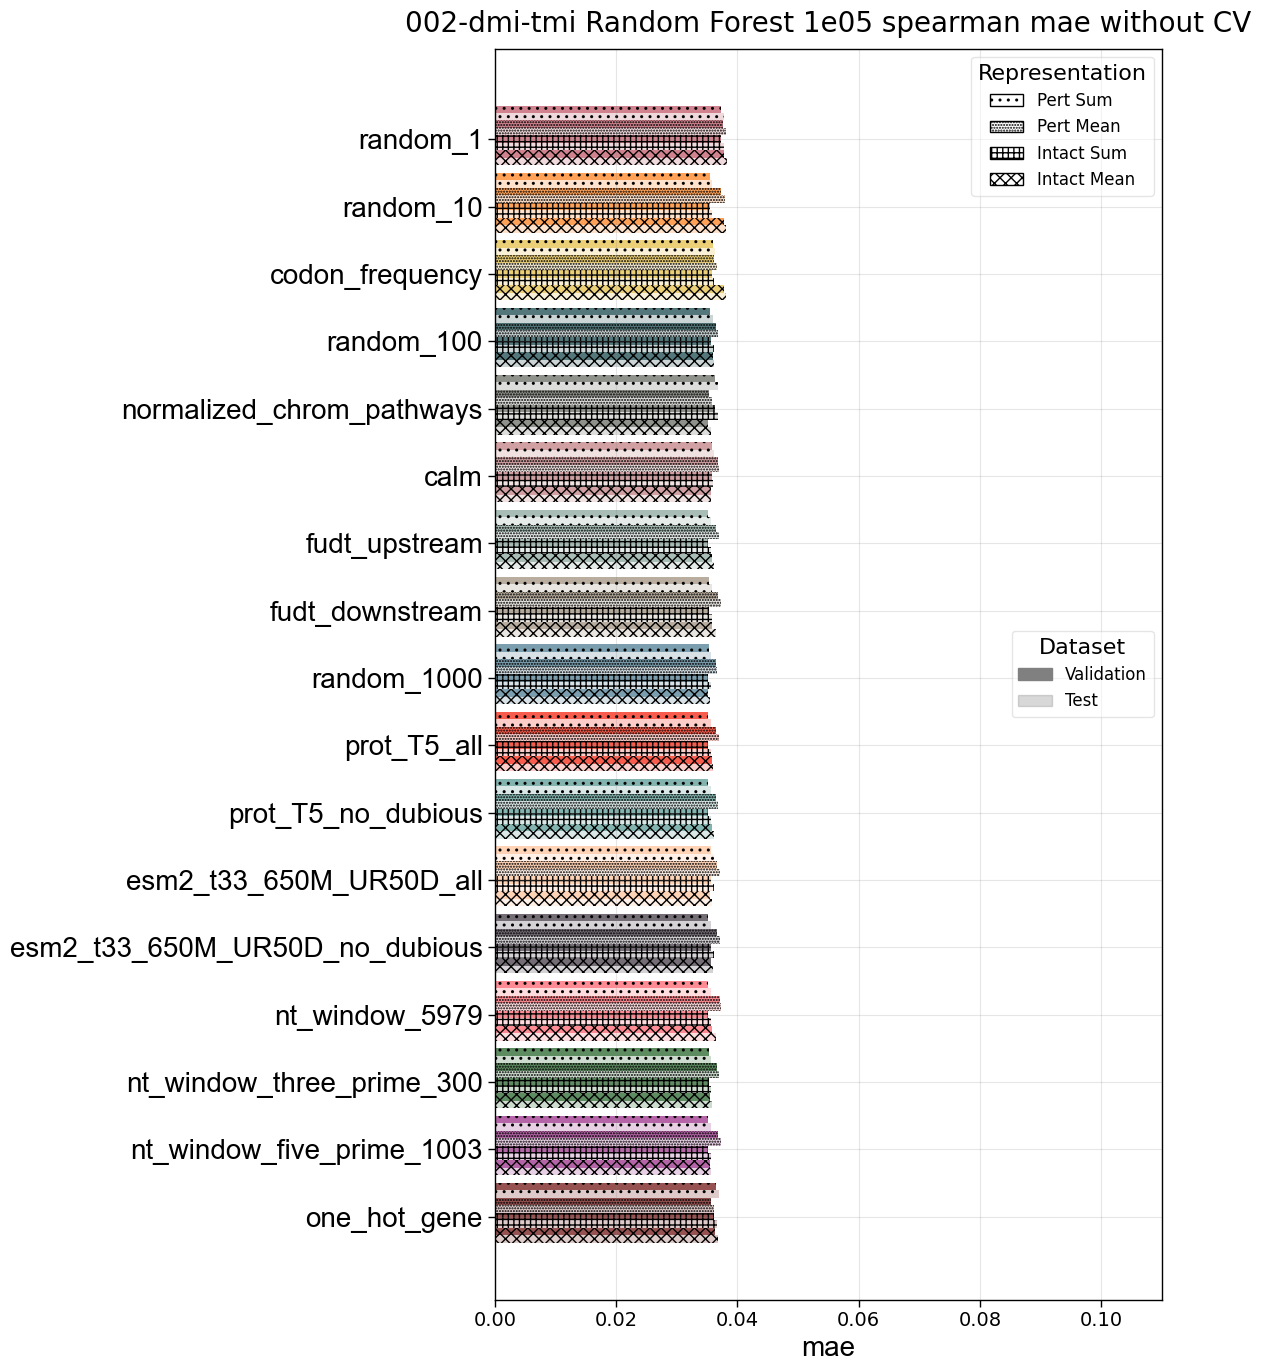 002-dmi-tmi Random Forest 1e05 spearman mae without CV
Representation
Pert Sum
Pert Mean
Intact Sum
Intact Mean
random_1
random_10
codon_frequency
random_100
normalized_chrom_pathways
calm
fudt_upstream
fudt_downstream
Dataset
Validation
Test
random_1000
prot_T5_all
prot_T5_no_dubious
esm2_t33_650M_UR50D_all
esm2_t33_650M_UR50D_no_dubious
nt_window_5979
nt_window_three_prime_300
nt_window_five_prime_1003
one_hot_gene
0.00 0.02 0.04 0.06 0.08 0.10
mae